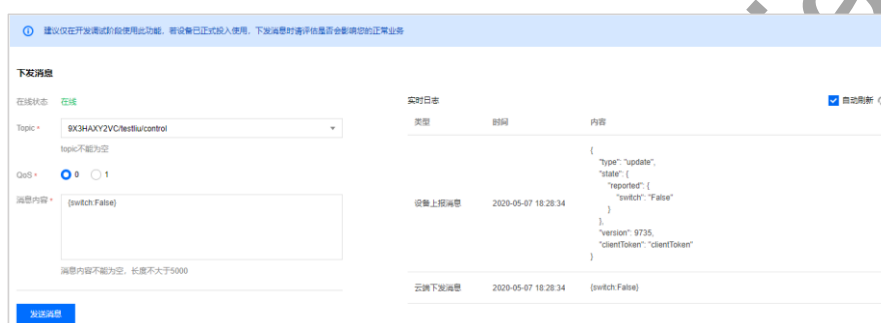 建议仅在开发调试阶段使用此功能，若设备已正式投入使用，下发消息时请评估是否会影响您的正常业务
下发消息
在线状态 在线
Topic * 9X3HAXY2VC/testliu/control
topic不能为空
QoS * 0 1
消息内容 * {switch:False}
消息内容不能为空，长度不大于5000
发送消息
实时日志 自动刷新
类型 时间 内容
{
"type": "update",
"state": {
"reported": {
"switch": "False"
}
设备上报消息 2020-05-07 18:28:34
},
"version": 9735,
"clientToken": "clientToken"
}
云端下发消息 2020-05-07 18:28:34 {switch:False}